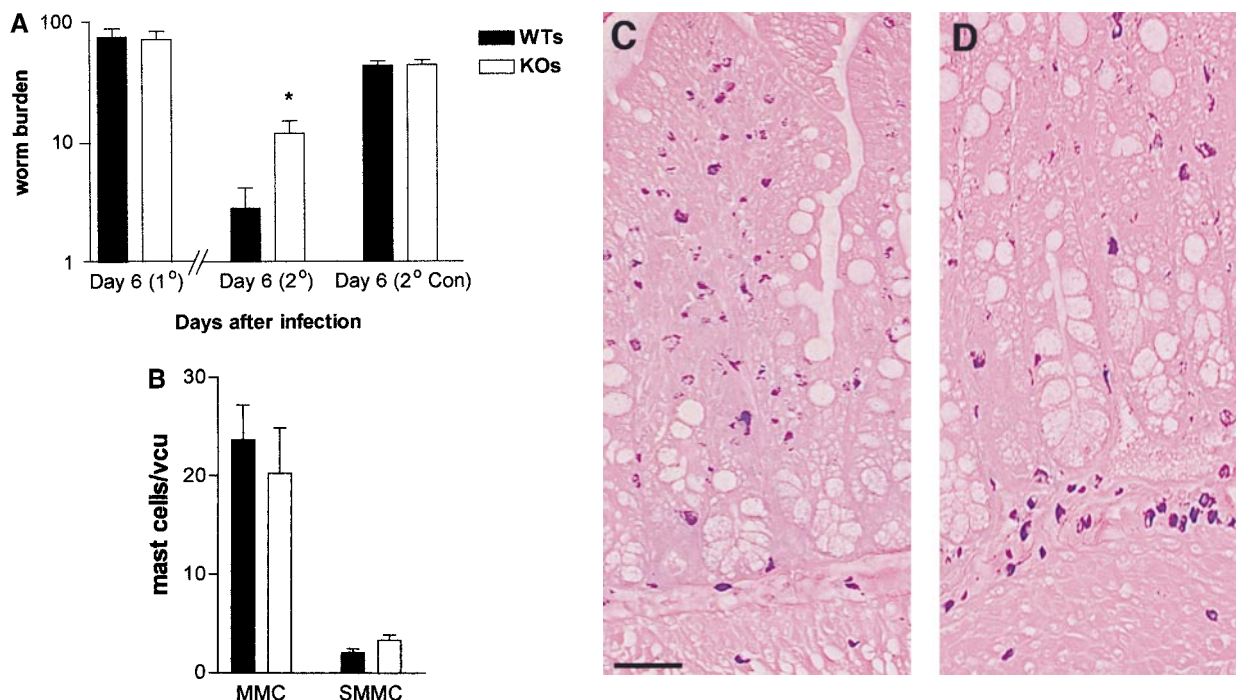 A
100
10
1
worm burden
WTs
KOs
*
Day 6 (1°)
Day 6 (2°)
Day 6 (2° Con)
Days after infection
B
30
20
10
0
mast cells/vcu
MMC
SMMC
C
D